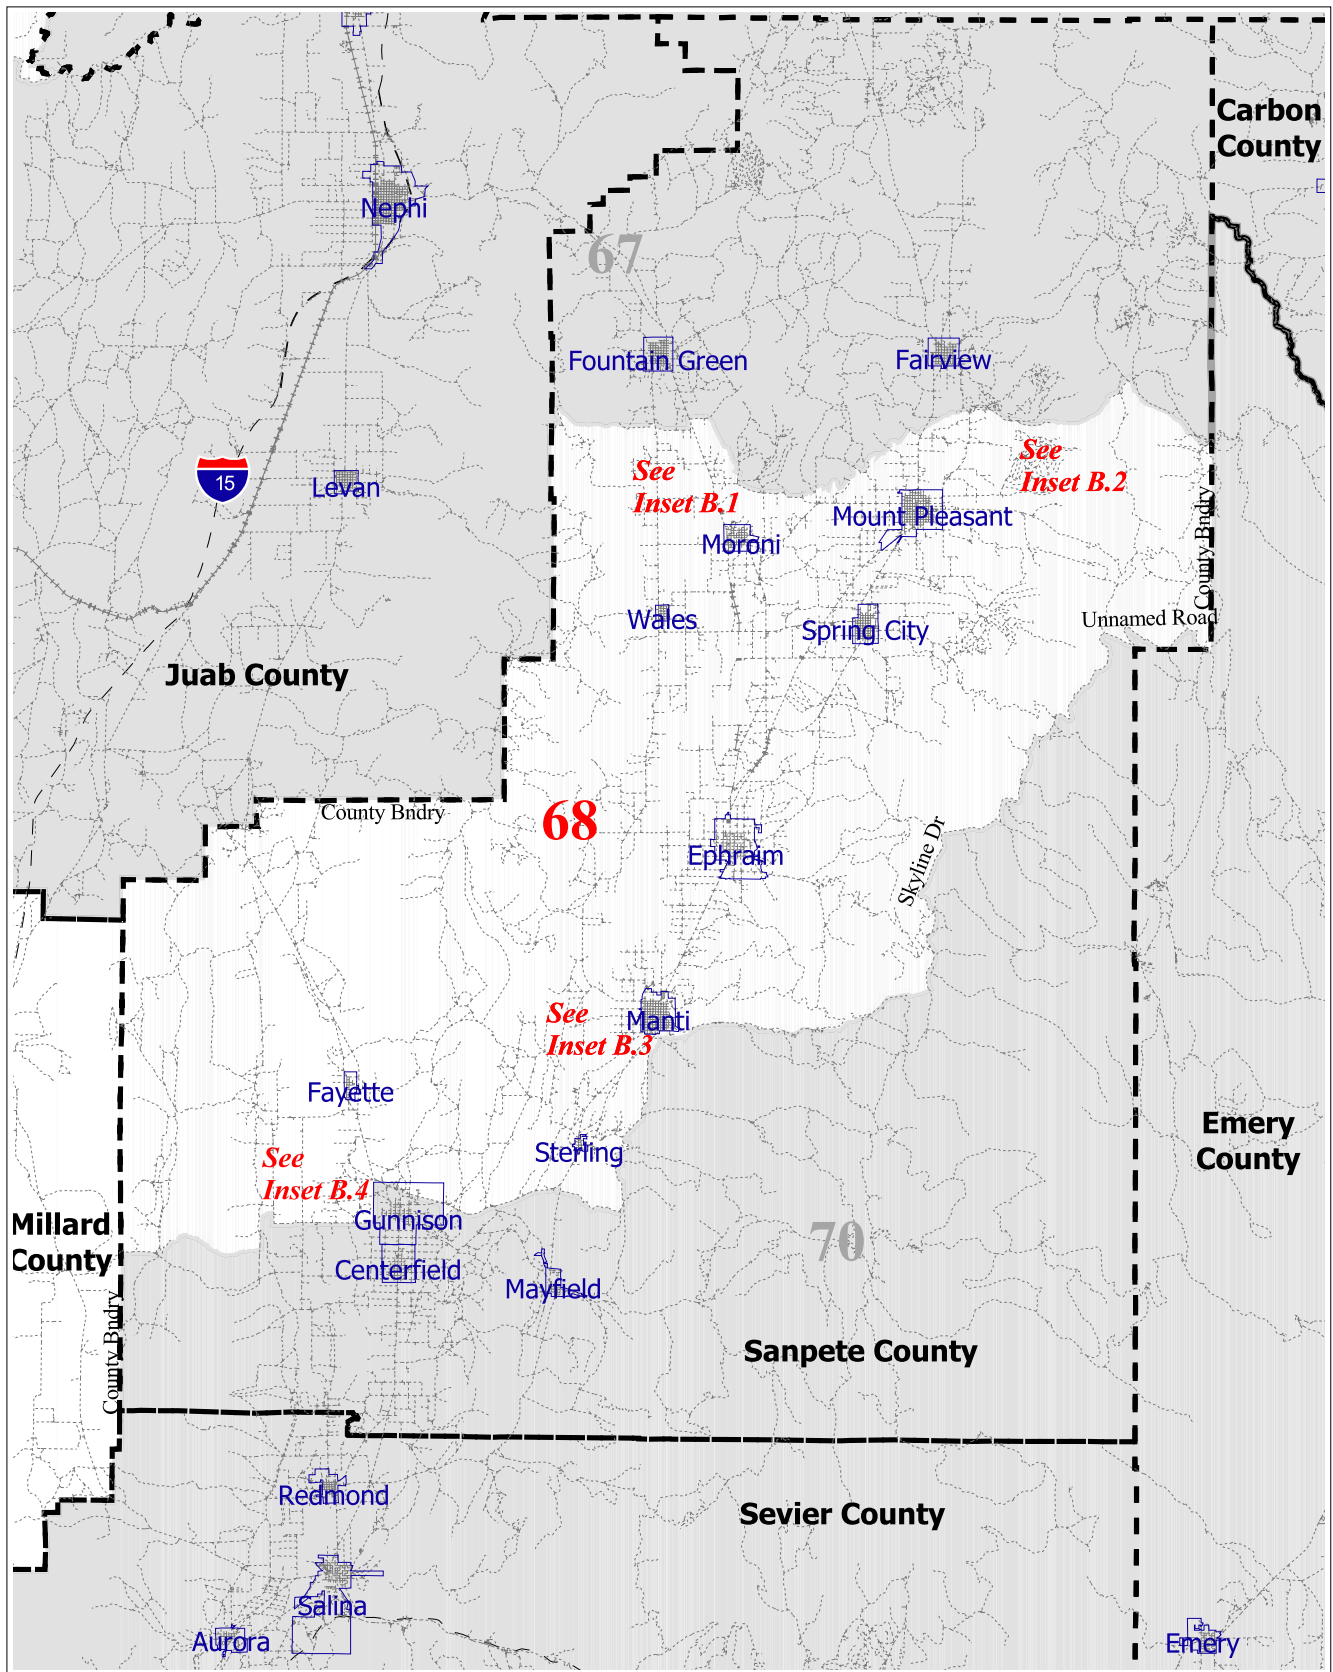 Carbon
County
Nephi
67
Fountain Green
Fairview
See
Inset B.1
See
Inset B.2
15
Levan
Mount Pleasant
Moroni
County Bndry
Wales
Spring City
Unnamed Road
Juab County
County Bndry
68
Ephraim
Skyline Dr
See
Inset B.3
Manti
Fayette
Sterling
Emery
County
See
Inset B.4
Gunnison
Millard
County
70
Centerfield
Mayfield
County Bndry
Sanpete County
Redmond
Sevier County
Salina
Aurora
Emery